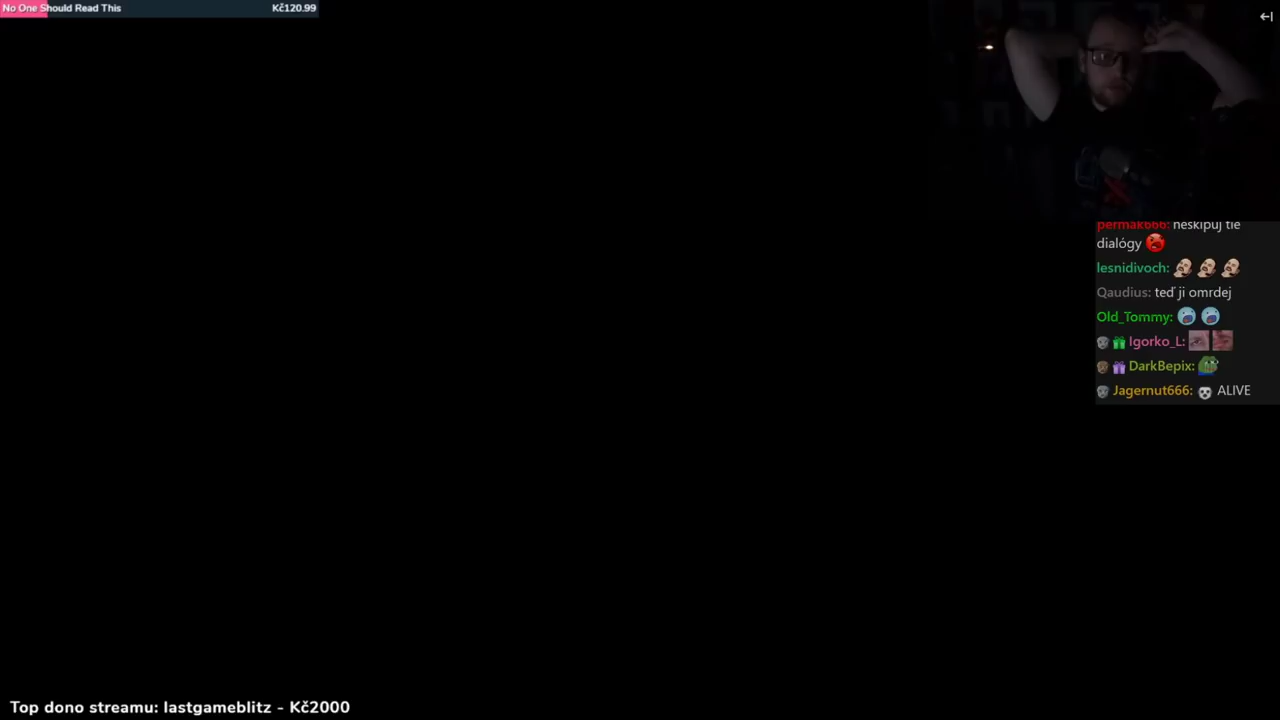 No One Should Read This Kč120.99
permak666: neskipuj tie
dialógy
lesnidivoch:
Qaudius: teď ji omrdej
Old_Tommy:
Igorko_L:
DarkBepix:
Jagernut666: ALIVE
Top dono streamu: lastgameblitz - Kč2000